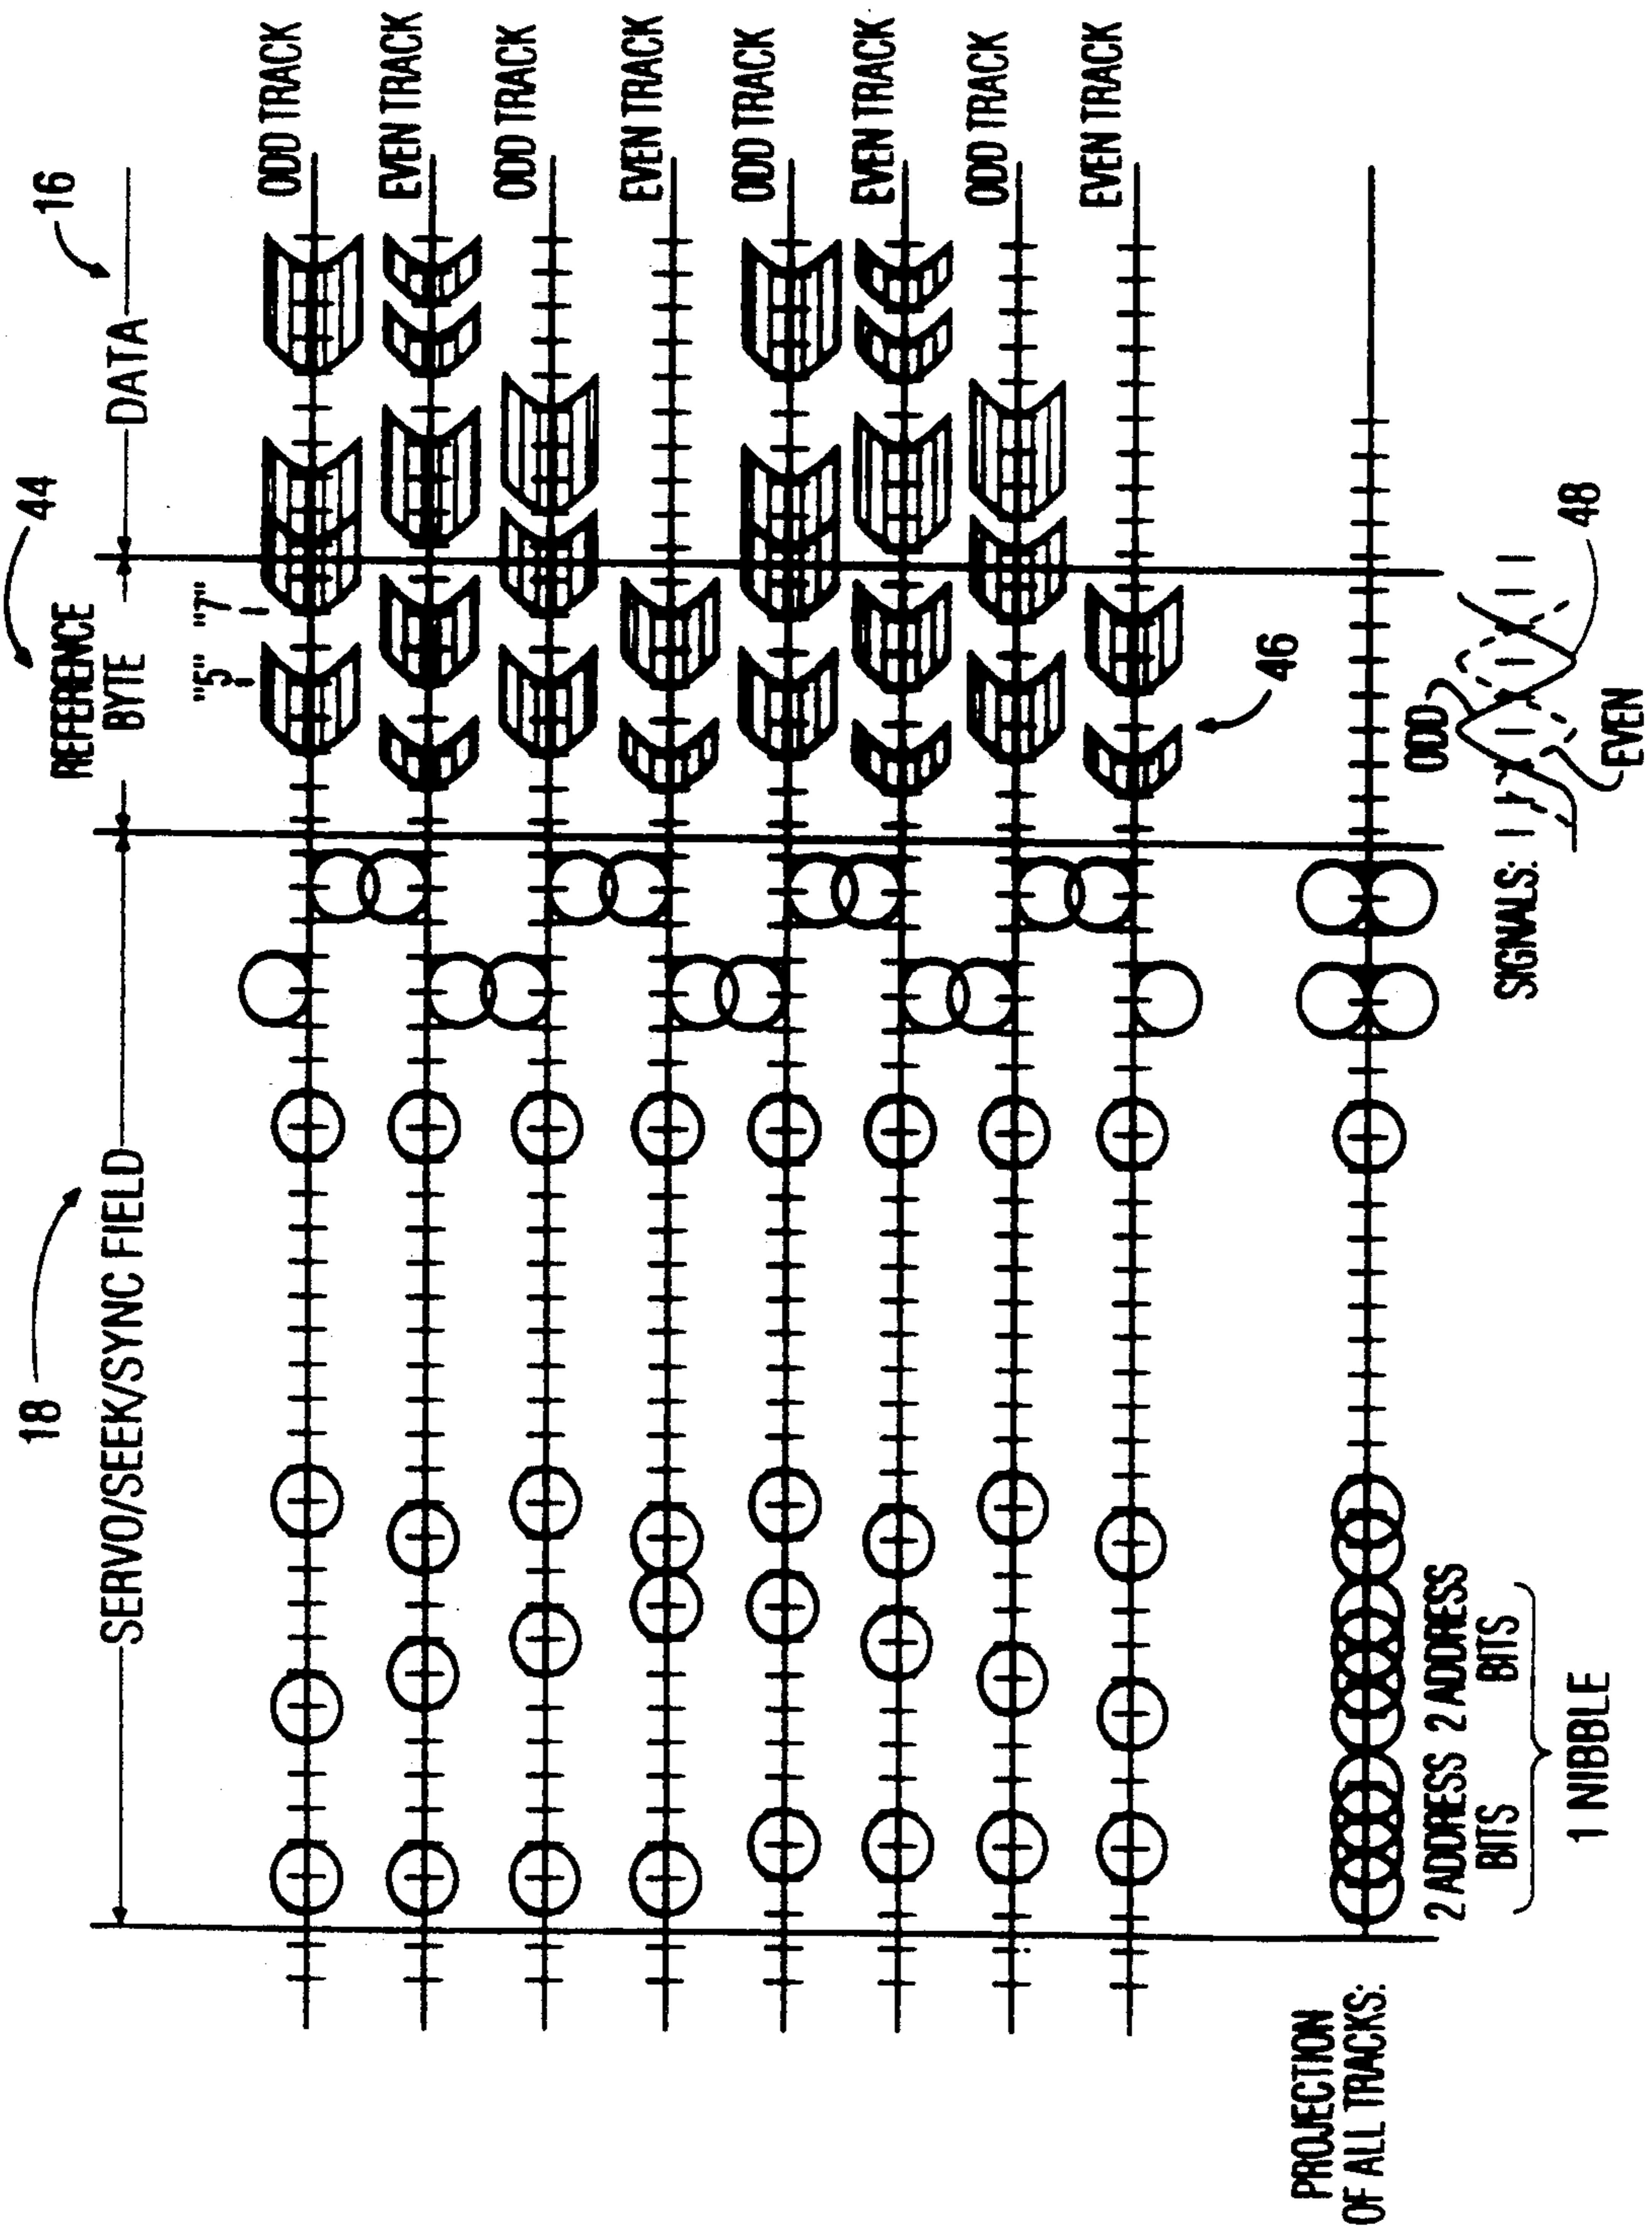 18
44
16
SERVO/SEEK/SYNC FIELD
REFERENCE
BYTE
DATA
"5" "7"
ODD TRACK
EVEN TRACK
ODD TRACK
EVEN TRACK
ODD TRACK
EVEN TRACK
ODD TRACK
EVEN TRACK
46
PROJECTION
OF ALL TRACKS:
2 ADDRESS 2 ADDRESS
BITS BITS
1 NIBBLE
ODD
SIGNALS:
EVEN
48